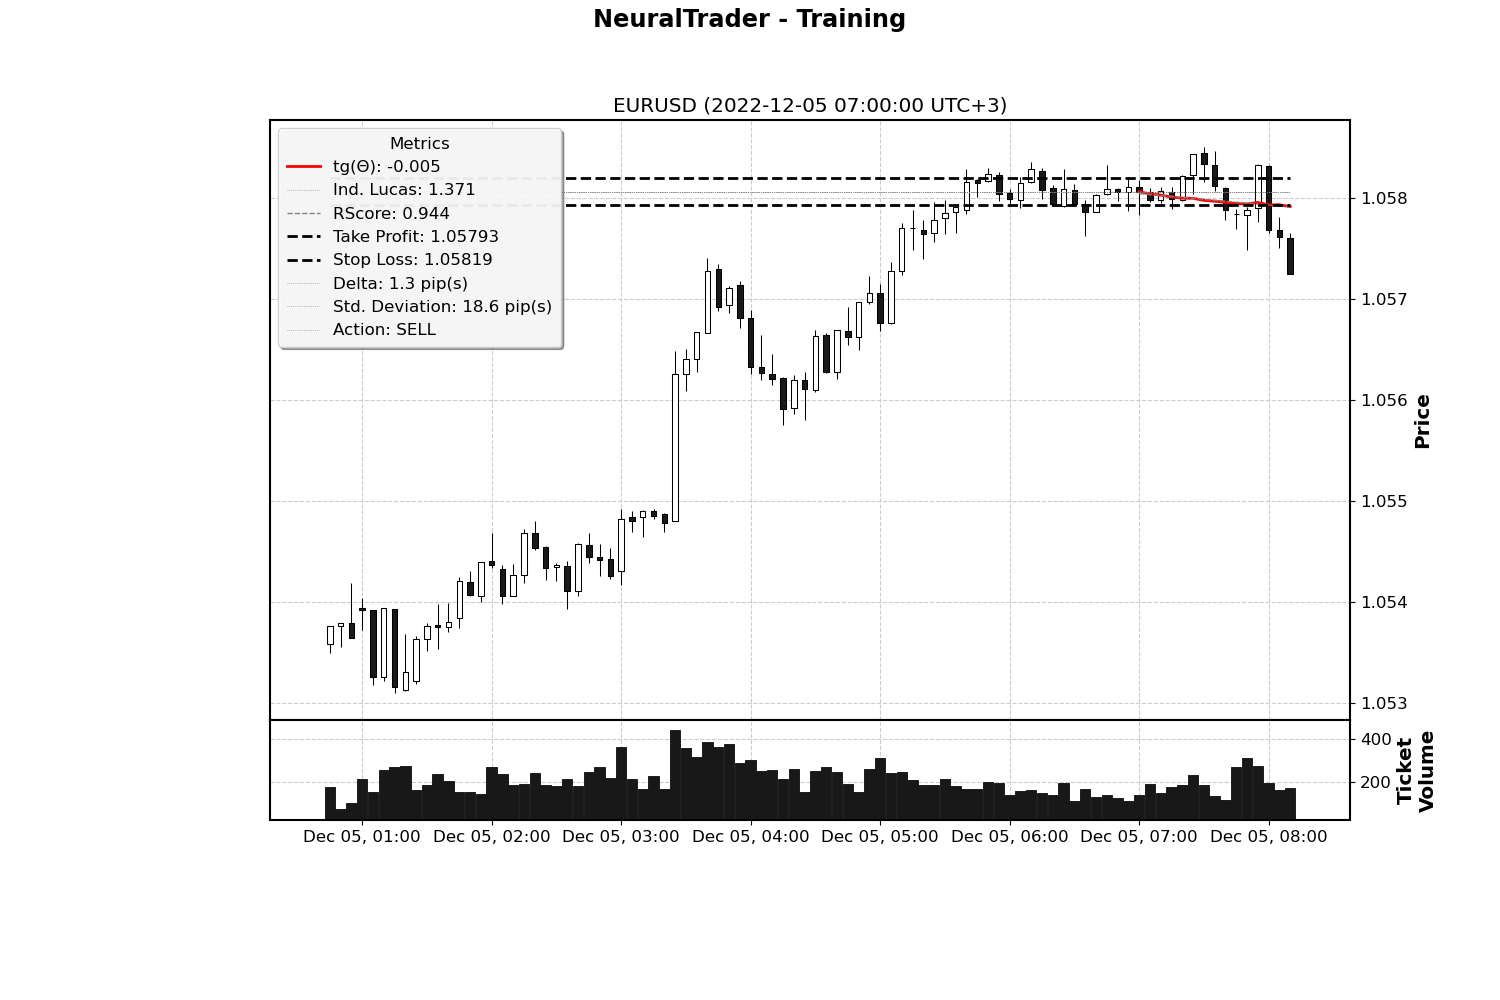 NeuralTrader - Training
EURUSD (2022-12-05 07:00:00 UTC+3)
Metrics
tg(Θ): -0.005
Ind. Lucas: 1.371
RScore: 0.944
Take Profit: 1.05793
Stop Loss: 1.05819
Delta: 1.3 pip(s)
Std. Deviation: 18.6 pip(s)
Action: SELL
1.058
1.057
1.056
1.055
1.054
1.053
Price
400
200
Ticket
Volume
Dec 05, 01:00
Dec 05, 02:00
Dec 05, 03:00
Dec 05, 04:00
Dec 05, 05:00
Dec 05, 06:00
Dec 05, 07:00
Dec 05, 08:00